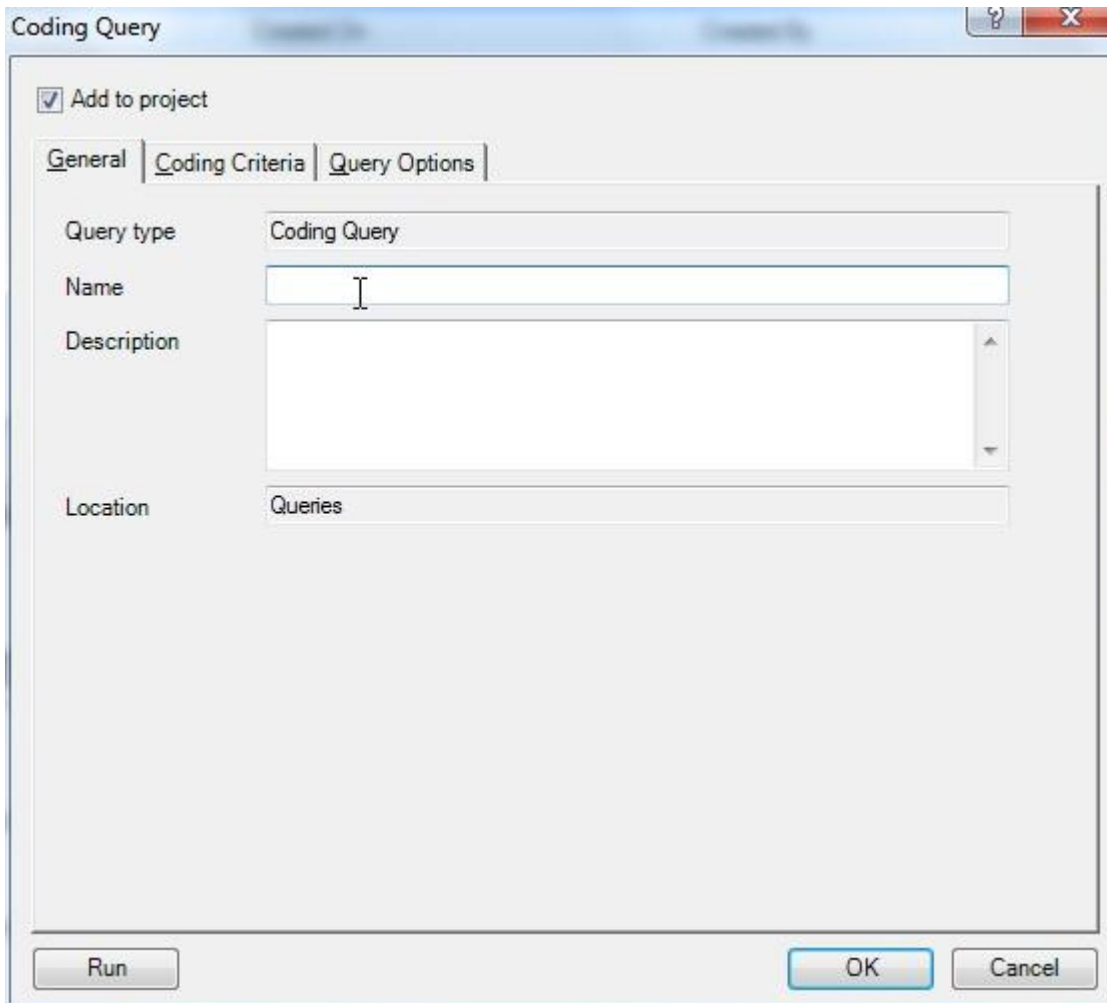 Coding Query
Add to project
General Coding Criteria Query Options
Query type Coding Query
Name
Description
Location Queries
Run OK Cancel